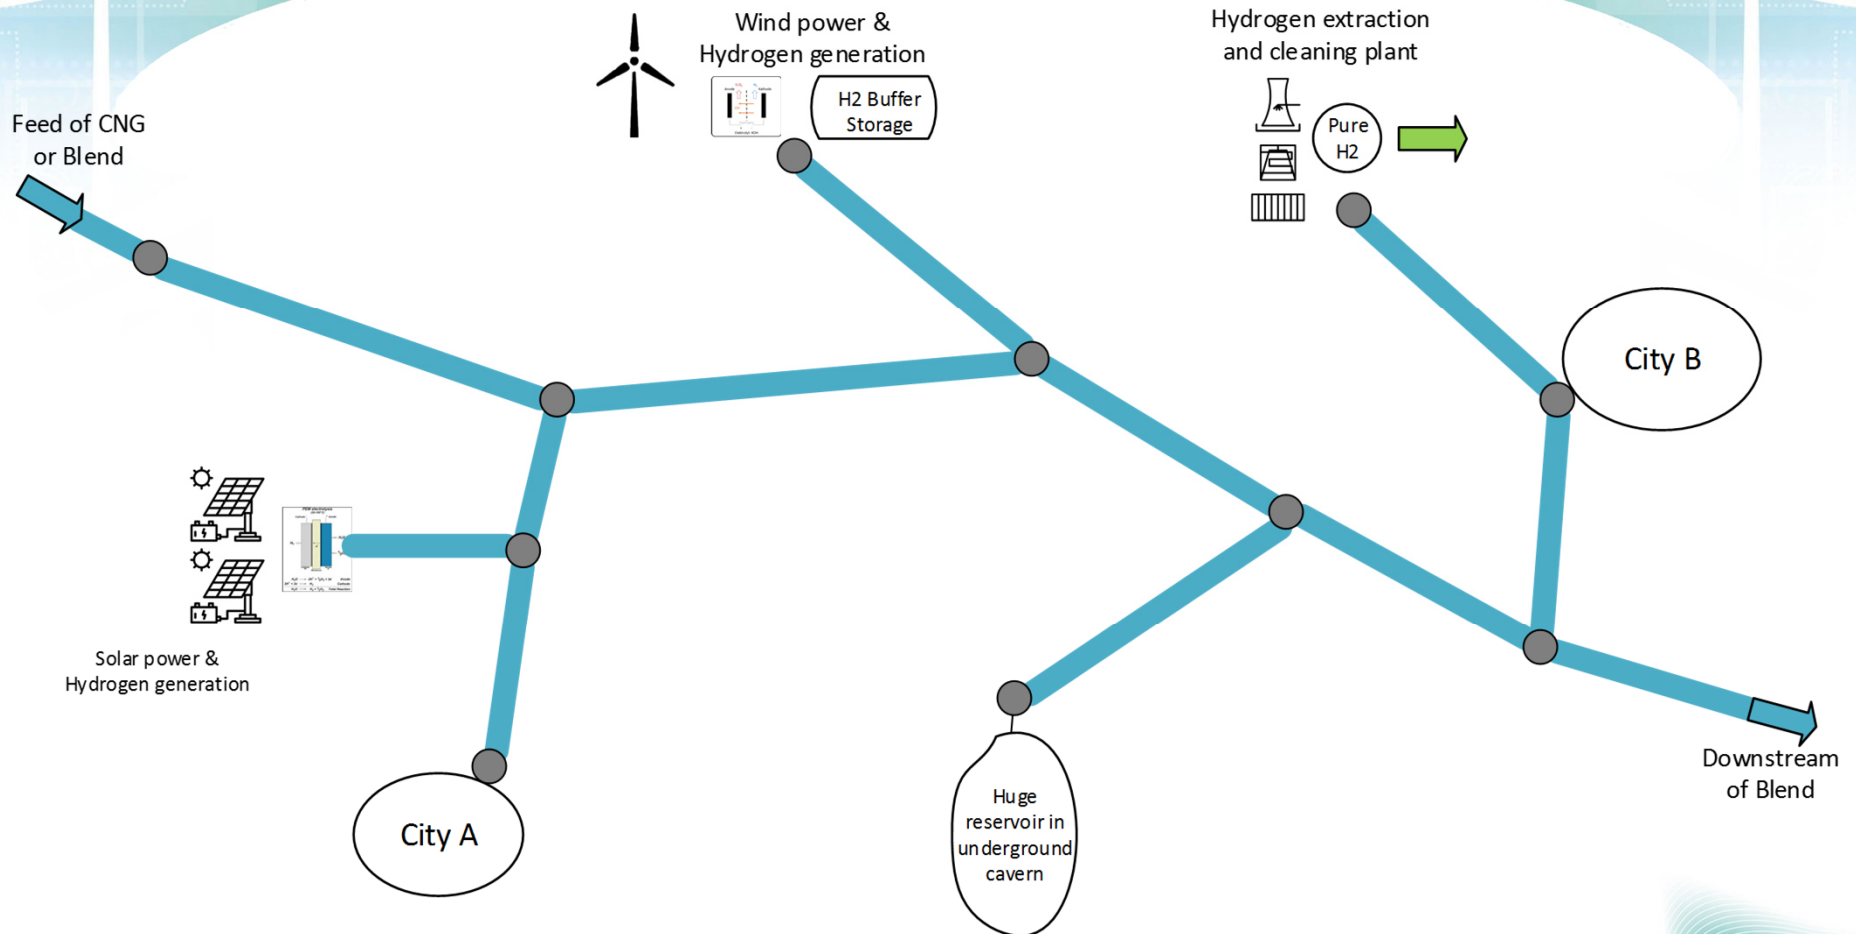 Wind power &
Hydrogen generation
H2 Buffer
Storage
Hydrogen extraction
and cleaning plant
Pure
H2
Feed of CNG
or Blend
City B
Solar power &
Hydrogen generation
City A
Huge
reservoir in
underground
cavern
Downstream
of Blend